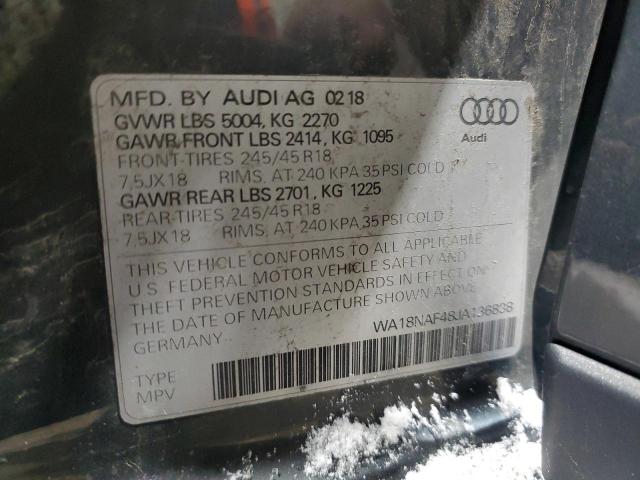 MFD. BY AUDI AG 02 18
GVWR LBS 5004, KG 2270
GAWR FRONT LBS 2414, KG 1095
FRONT-TIRES 245/45 R18
7,5JX18 RIMS, AT 240 KPA 35 PSI COLD
GAWR REAR LBS 2701, KG 1225
REAR-TIRES 245/45 R18
7,5JX18 RIMS, AT 240 KPA 35 PSI COLD
Audi
THIS VEHICLE CONFORMS TO ALL APPLICABLE
U S FEDERAL MOTOR VEHICLE SAFETY AND
THEFT PREVENTION STANDARDS IN EFFECT ON
DATE OF MANUFACTURE SHOWN ABOVE.
GERMANY
WA18NAF48JA136838
TYPE
MPV